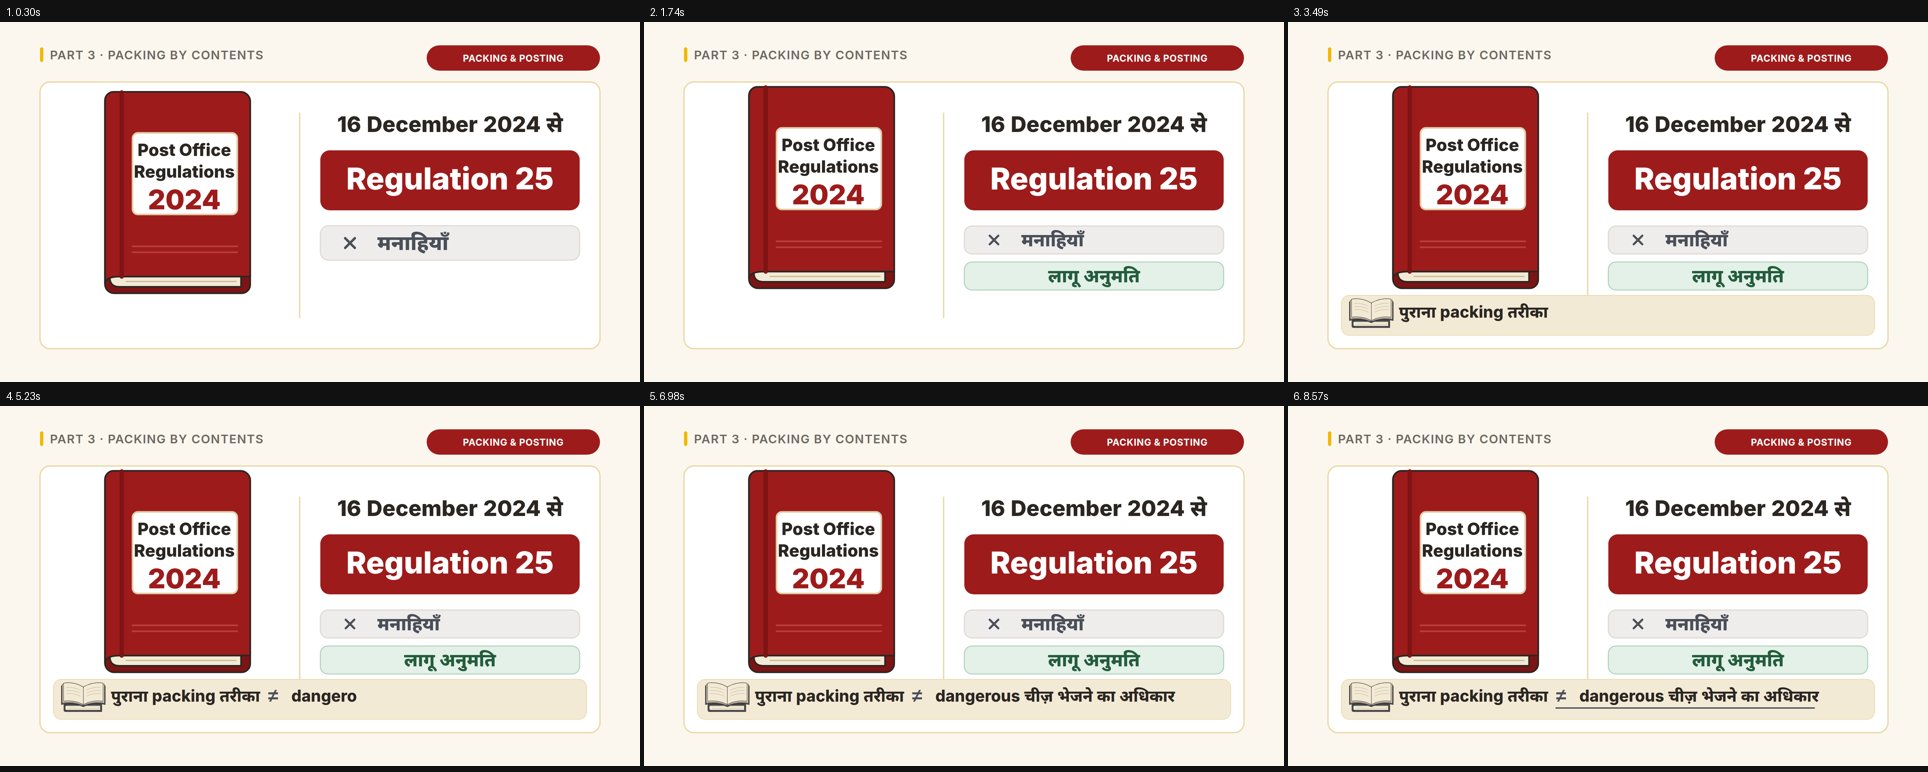 1. 0.30s
PART 3 · PACKING BY CONTENTS
PACKING & POSTING
Post Office
Regulations
2024
16 December 2024 से
Regulation 25
× मनाहियाँ
2. 1.74s
PART 3 · PACKING BY CONTENTS
PACKING & POSTING
Post Office
Regulations
2024
16 December 2024 से
Regulation 25
× मनाहियाँ
लागू अनुमति
3. 3.49s
PART 3 · PACKING BY CONTENTS
PACKING & POSTING
Post Office
Regulations
2024
16 December 2024 से
Regulation 25
× मनाहियाँ
लागू अनुमति
पुराना packing तरीका
4. 5.23s
PART 3 · PACKING BY CONTENTS
PACKING & POSTING
Post Office
Regulations
2024
16 December 2024 से
Regulation 25
× मनाहियाँ
लागू अनुमति
पुराना packing तरीका ≠ dangero
5. 6.98s
PART 3 · PACKING BY CONTENTS
PACKING & POSTING
Post Office
Regulations
2024
16 December 2024 से
Regulation 25
× मनाहियाँ
लागू अनुमति
पुराना packing तरीका ≠ dangerous चीज़ भेजने का अधिकार
6. 8.57s
PART 3 · PACKING BY CONTENTS
PACKING & POSTING
Post Office
Regulations
2024
16 December 2024 से
Regulation 25
× मनाहियाँ
लागू अनुमति
पुराना packing तरीका ≠ dangerous चीज़ भेजने का अधिकार